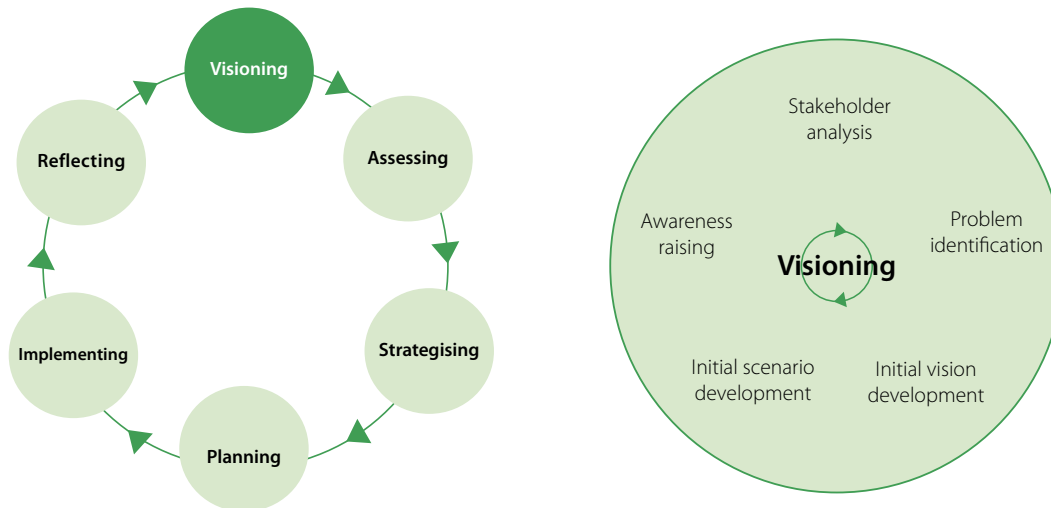 Visioning
Assessing
Strategising
Planning
Implementing
Reflecting
Stakeholder
analysis
Problem
identification
Initial vision
development
Initial scenario
development
Awareness
raising
Visioning